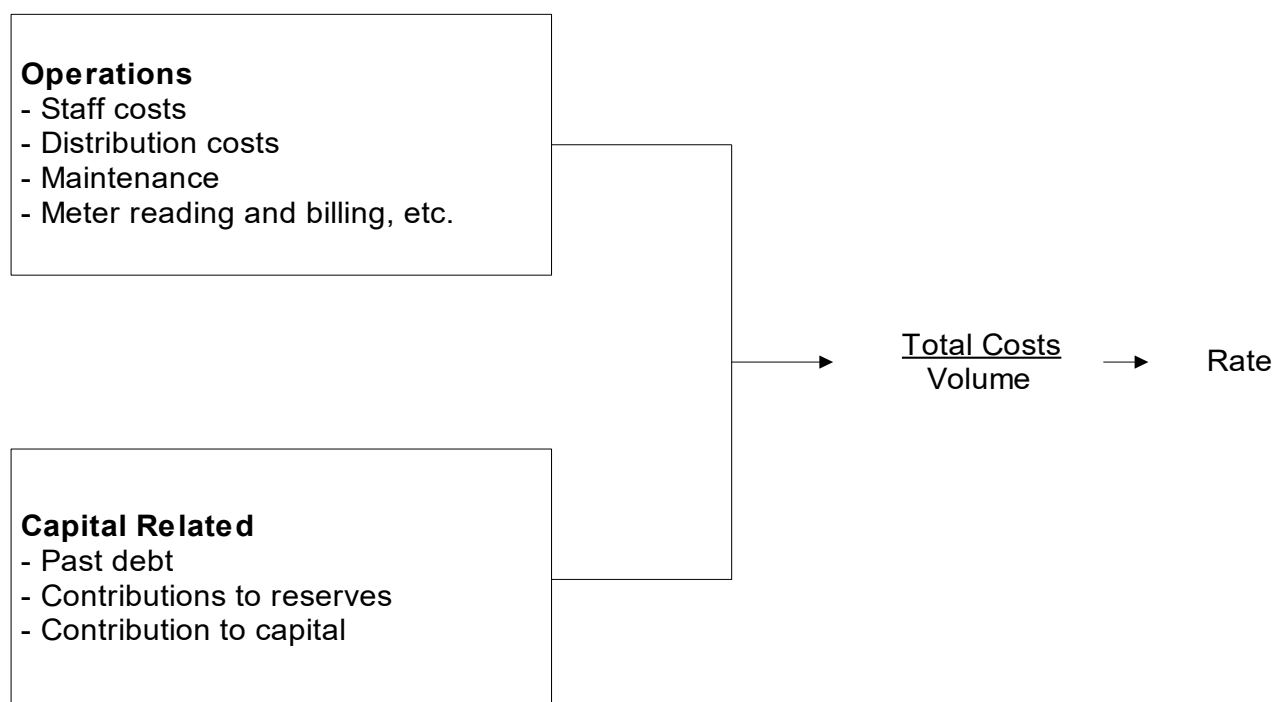 Operations
- Staff costs
- Distribution costs
- Maintenance
- Meter reading and billing, etc.
Total Costs
Volume
Rate
Capital Related
- Past debt
- Contributions to reserves
- Contribution to capital